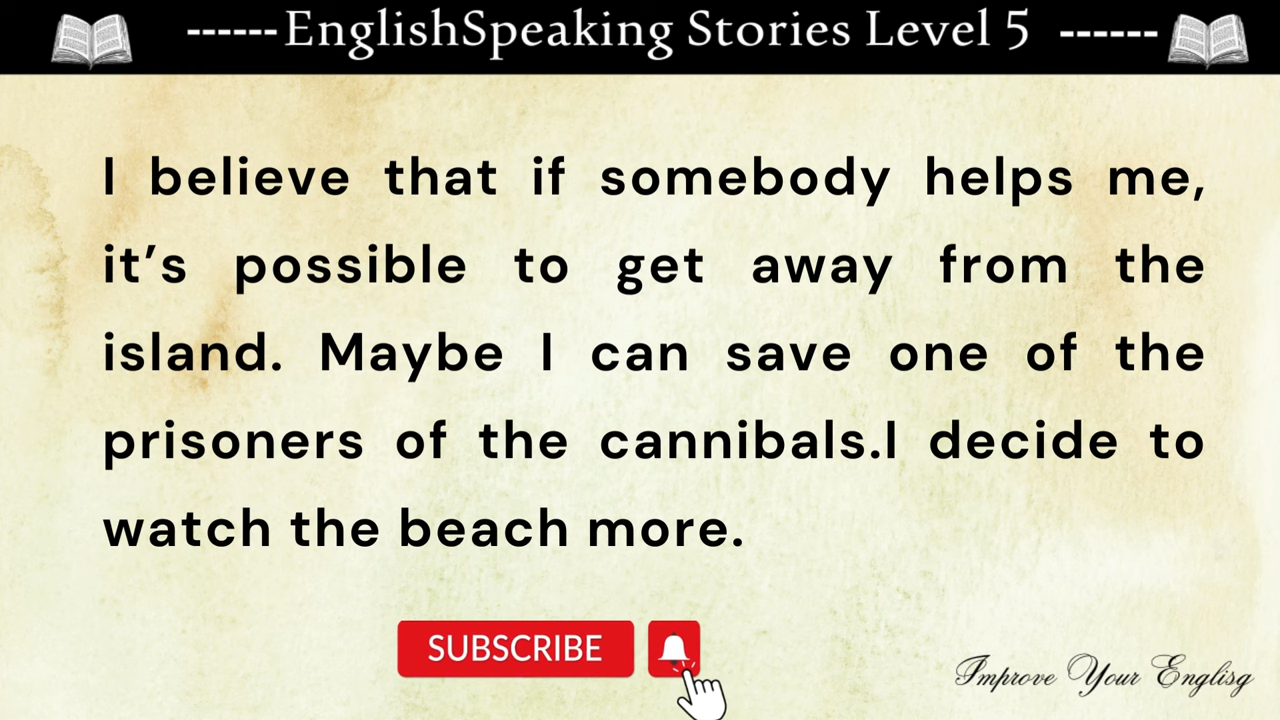 ------EnglishSpeaking Stories Level 5 ------
I believe that if somebody helps me,
it’s possible to get away from the
island. Maybe I can save one of the
prisoners of the cannibals.I decide to
watch the beach more.
SUBSCRIBE
Improve Your Englisg